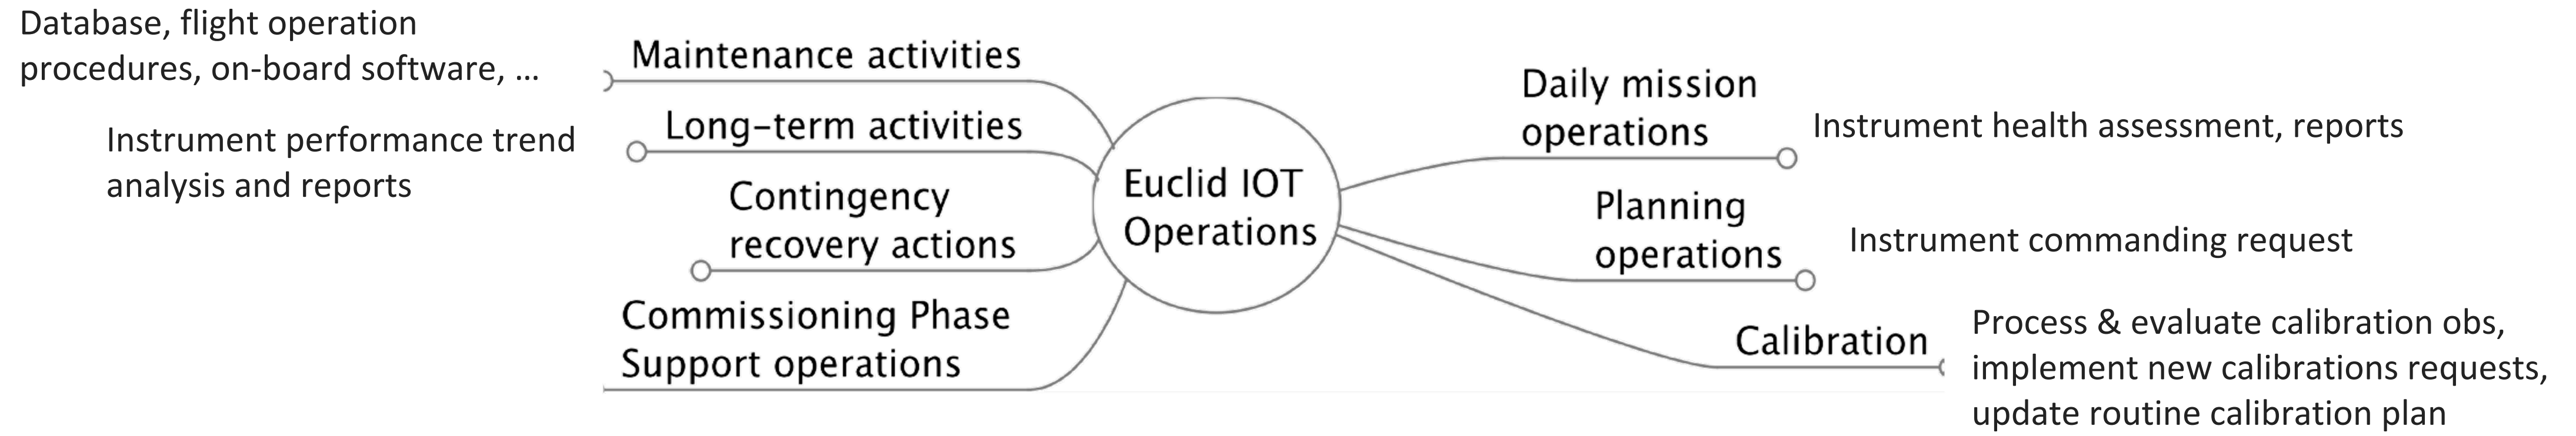 Database, flight operation
procedures, on-board software, ...
Maintenance activities
Instrument performance trend
analysis and reports
Long-term activities
Contingency
recovery actions
Commissioning Phase
Support operations
Euclid IOT
Operations
Daily mission
operations
Instrument health assessment, reports
Planning
operations
Instrument commanding request
Calibration
Process & evaluate calibration obs,
implement new calibrations requests,
update routine calibration plan